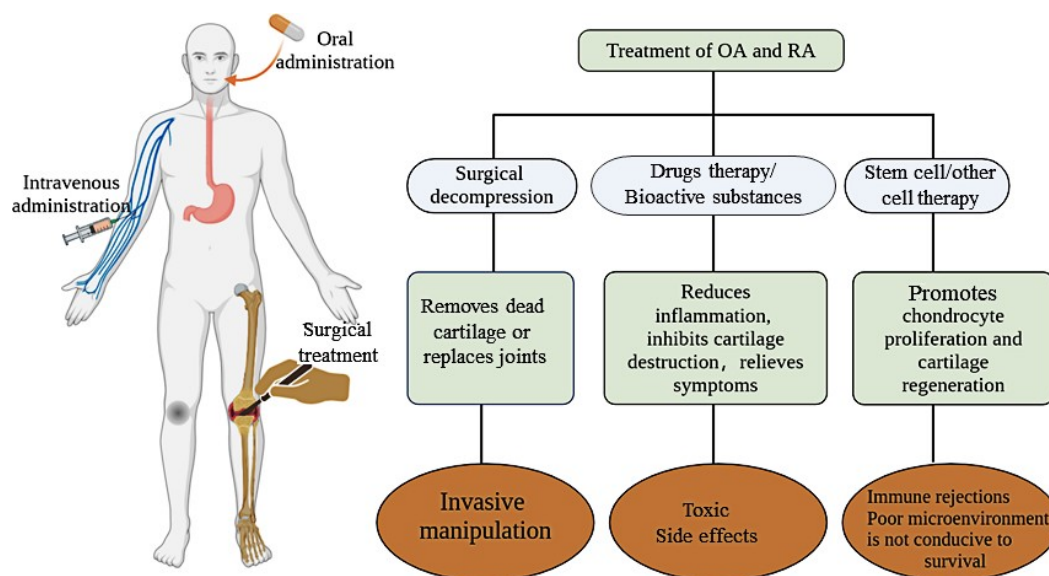 Oral
administration
Intravenous
administration
Surgical
treatment
Treatment of OA and RA
Surgical
decompression
Drugs therapy/
Bioactive substances
Stem cell/other
cell therapy
Removes dead
cartilage or
replaces joints
Reduces
inflammation,
inhibits cartilage
destruction，relieves
symptoms
Promotes
chondrocyte
proliferation and
cartilage
regeneration
Invasive
manipulation
Toxic
Side effects
Immune rejections
Poor microenvironment
is not conducive to
survival